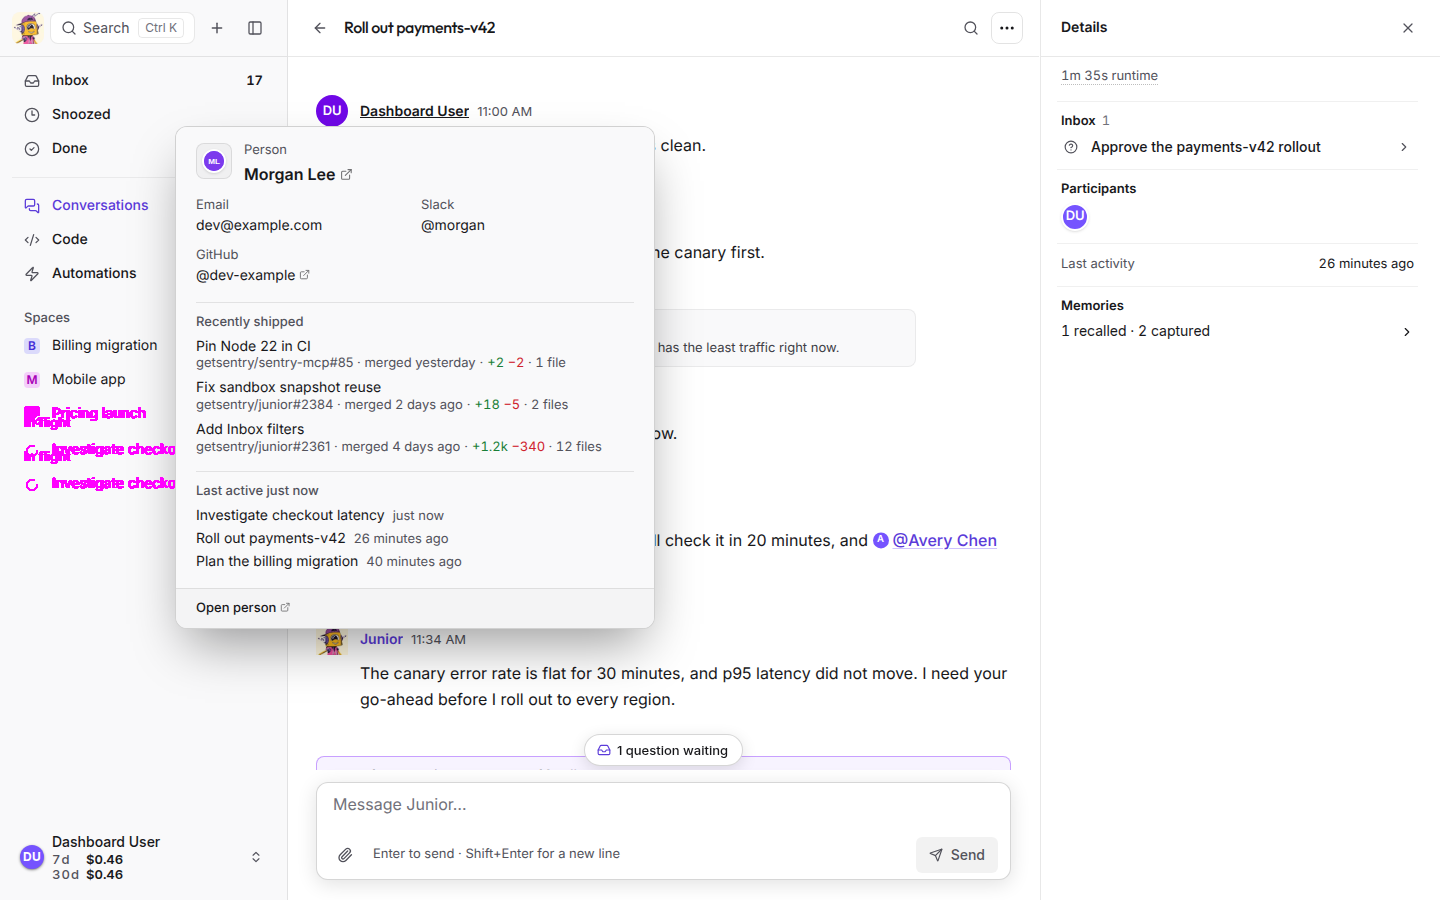 Search Ctrl K
Inbox 17
Snoozed
Done
Conversations
Code
Automations
Spaces
B Billing migration
M Mobile app
Pricing launch
In flight
Investigate checko
In flight
Investigate checko
DU Dashboard User
7d $0.46
30d $0.46
Roll out payments-v42
DU Dashboard User 11:00 AM
clean.
ne canary first.
has the least traffic right now.
ow.
ll check it in 20 minutes, and A @Avery Chen
ML Person
Morgan Lee
Email Slack
dev@example.com @morgan
GitHub
@dev-example
Recently shipped
Pin Node 22 in CI
getsentry/sentry-mcp#85 · merged yesterday · +2 −2 · 1 file
Fix sandbox snapshot reuse
getsentry/junior#2384 · merged 2 days ago · +18 −5 · 2 files
Add Inbox filters
getsentry/junior#2361 · merged 4 days ago · +1.2k −340 · 12 files
Last active just now
Investigate checkout latency just now
Roll out payments-v42 26 minutes ago
Plan the billing migration 40 minutes ago
Open person
Junior 11:34 AM
The canary error rate is flat for 30 minutes, and p95 latency did not move. I need your
go-ahead before I roll out to every region.
1 question waiting
Message Junior...
Enter to send · Shift+Enter for a new line
Send
Details
1m 35s runtime
Inbox 1
Approve the payments-v42 rollout
Participants
DU
Last activity 26 minutes ago
Memories
1 recalled · 2 captured